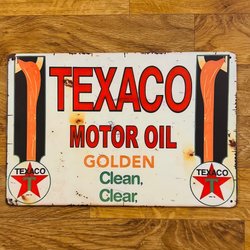 TEXACO
MOTOR OIL
GOLDEN
Clean,
Clear,
TEXACO
T
TEXACO
T